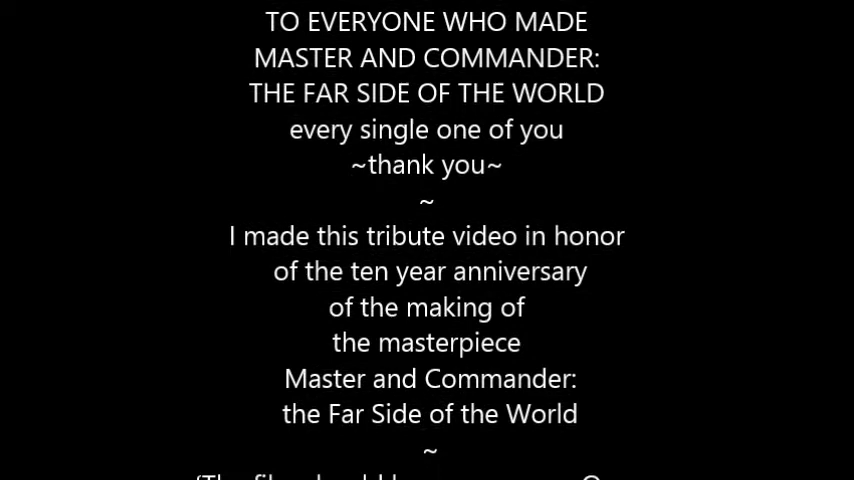 TO EVERYONE WHO MADE
MASTER AND COMMANDER:
THE FAR SIDE OF THE WORLD
every single one of you
~thank you~
~
I made this tribute video in honor
of the ten year anniversary
of the making of
the masterpiece
Master and Commander:
the Far Side of the World
~